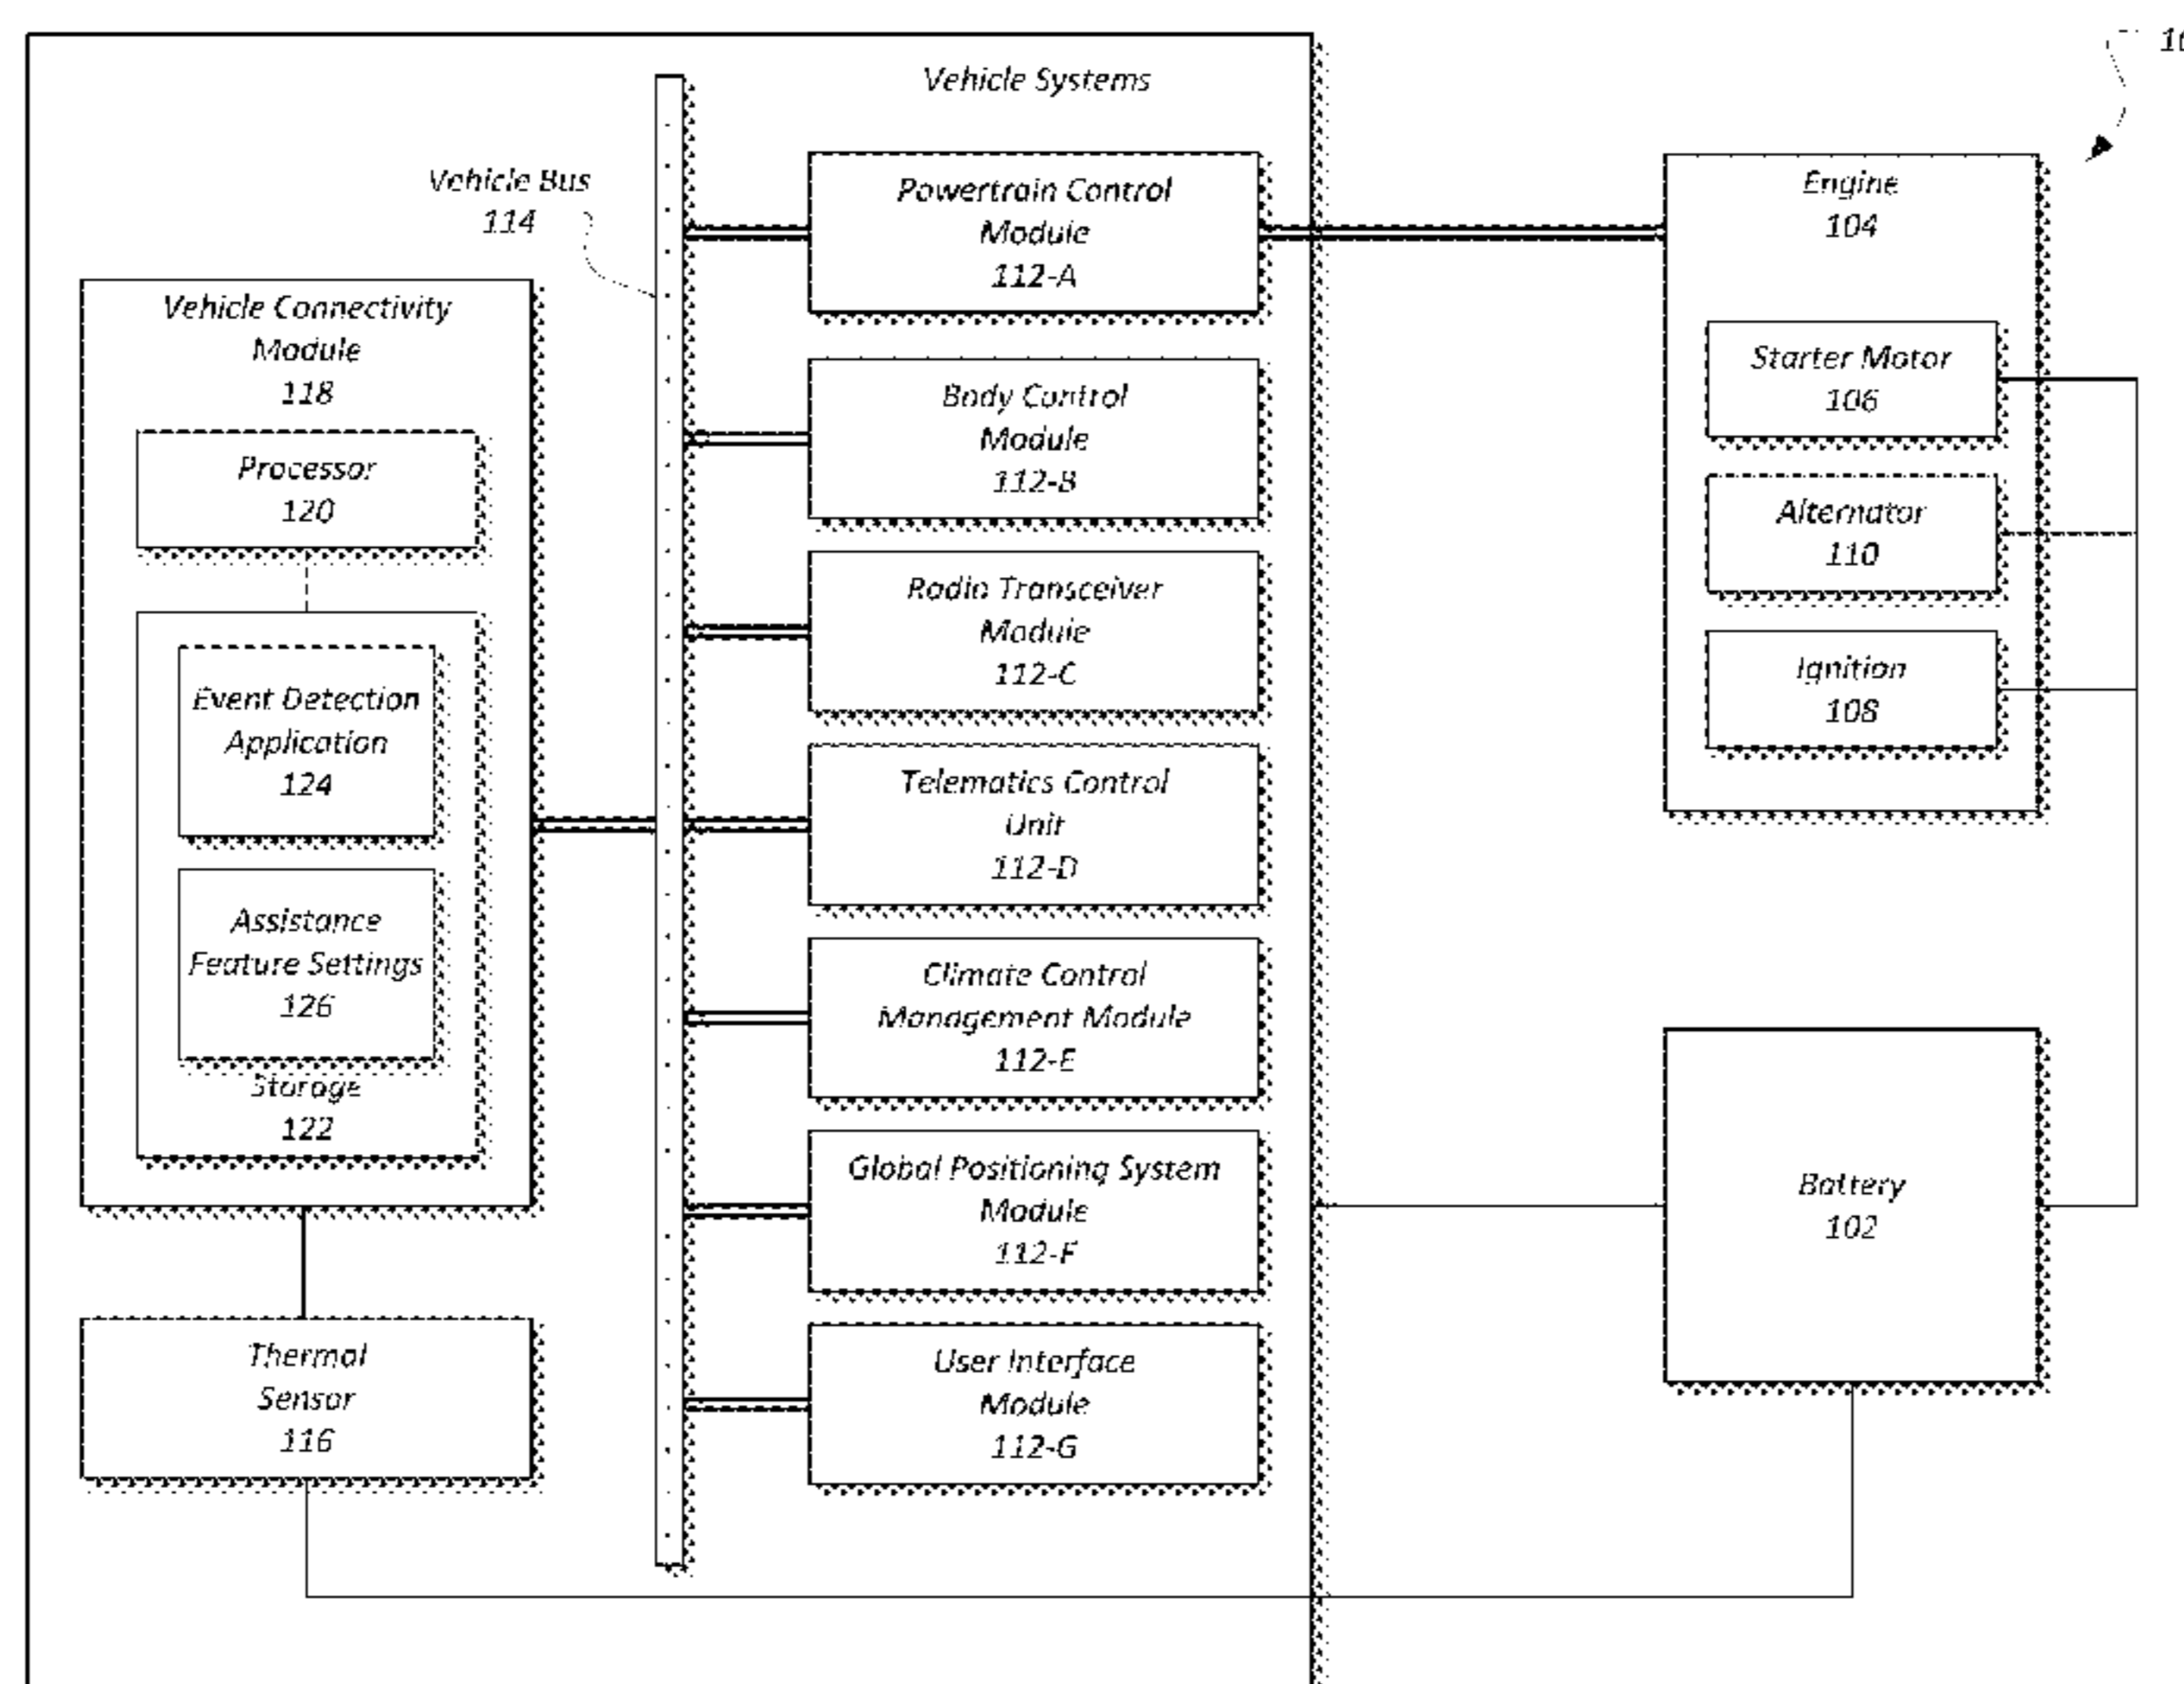 Vehicle Systems
Vehicle Bus
114
Vehicle Connectivity
Module
118
Processor
120
Event Detection
Application
124
Assistance
Feature Settings
126
Storage
122
Thermal
Sensor
116
Powertrain Control
Module
112-A
Body Control
Module
112-B
Radio Transceiver
Module
112-C
Telematics Control
Unit
112-D
Climate Control
Management Module
112-E
Global Positioning System
Module
112-F
User Interface
Module
112-G
Engine
104
Starter Motor
106
Alternator
110
Ignition
108
Battery
102